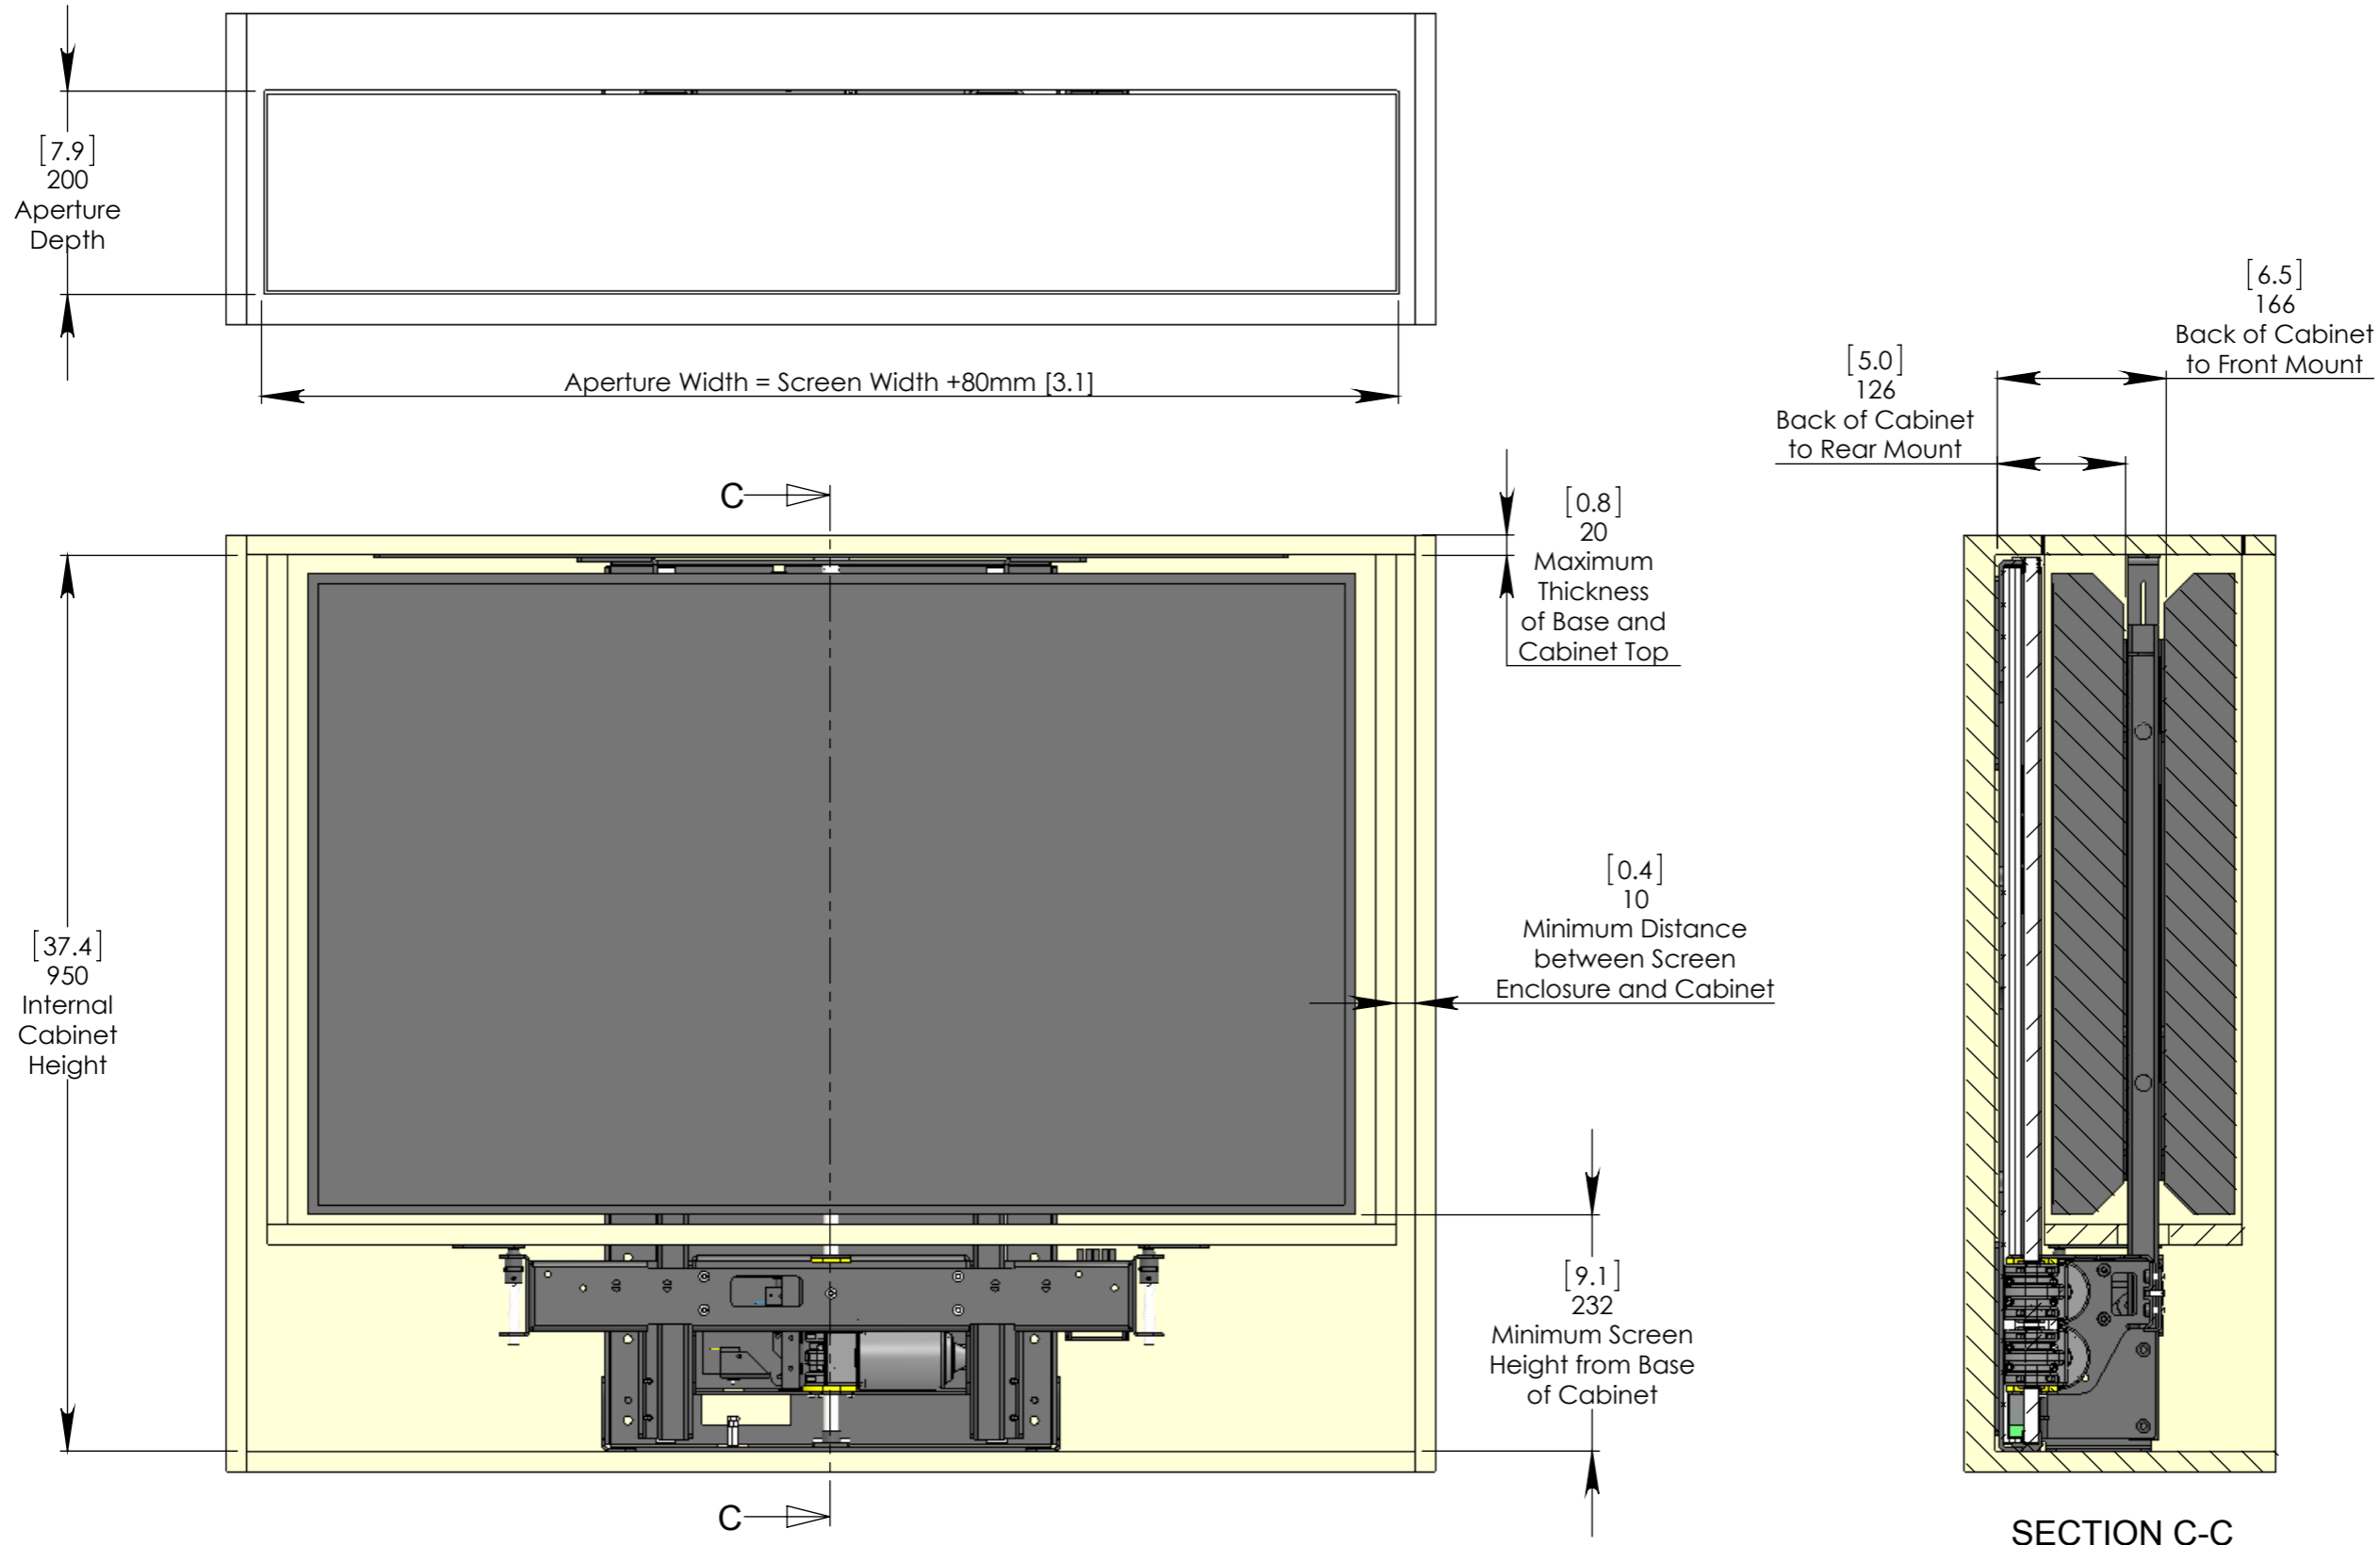 [7.9]
200
Aperture
Depth
Aperture Width = Screen Width +80mm [3.1]
[6.5]
166
Back of Cabinet
to Front Mount
[5.0]
126
Back of Cabinet
to Rear Mount
C
[0.8]
20
Maximum
Thickness
of Base and
Cabinet Top
[37.4]
950
Internal
Cabinet
Height
[0.4]
10
Minimum Distance
between Screen
Enclosure and Cabinet
[9.1]
232
Minimum Screen
Height from Base
of Cabinet
C
SECTION C-C